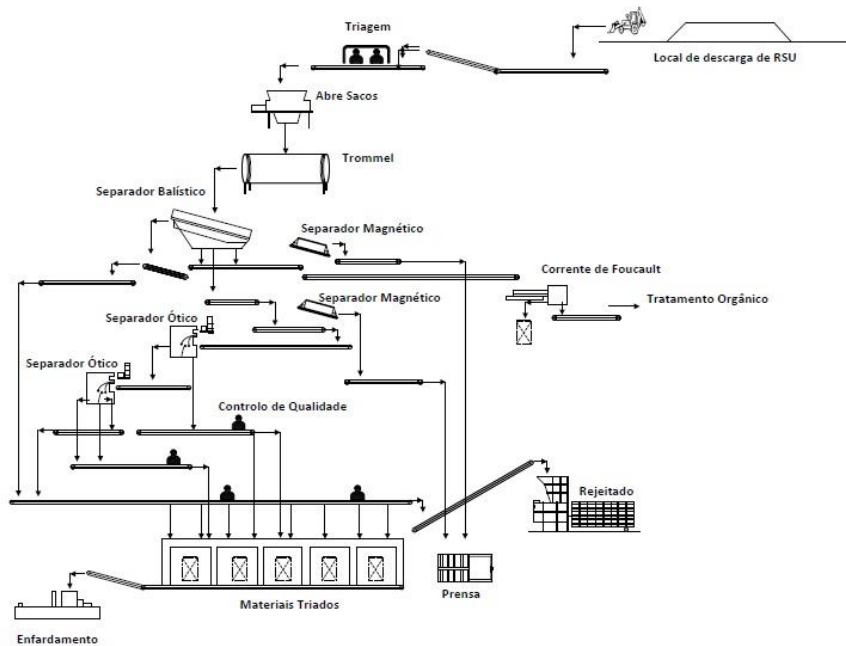 Triagem
Local de descarga de RSU
Abre Sacos
Trommel
Separador Balístico
Separador Magnético
Corrente de Foucault
Separador Magnético
Tratamento Orgânico
Separador Ótico
Separador Ótico
Controlo de Qualidade
Rejeitado
Prensa
Materiais Triados
Enfardamento